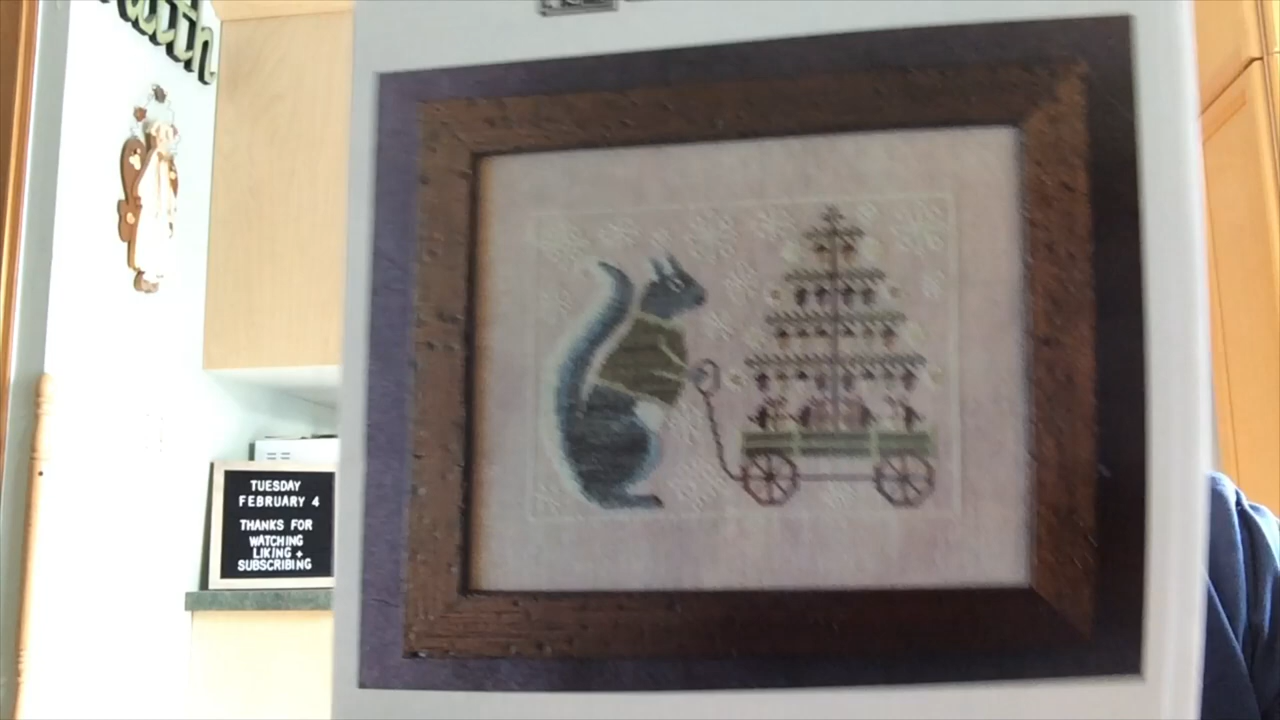 TUESDAY
FEBRUARY 4
THANKS FOR
WATCHING
LIKING +
SUBSCRIBING